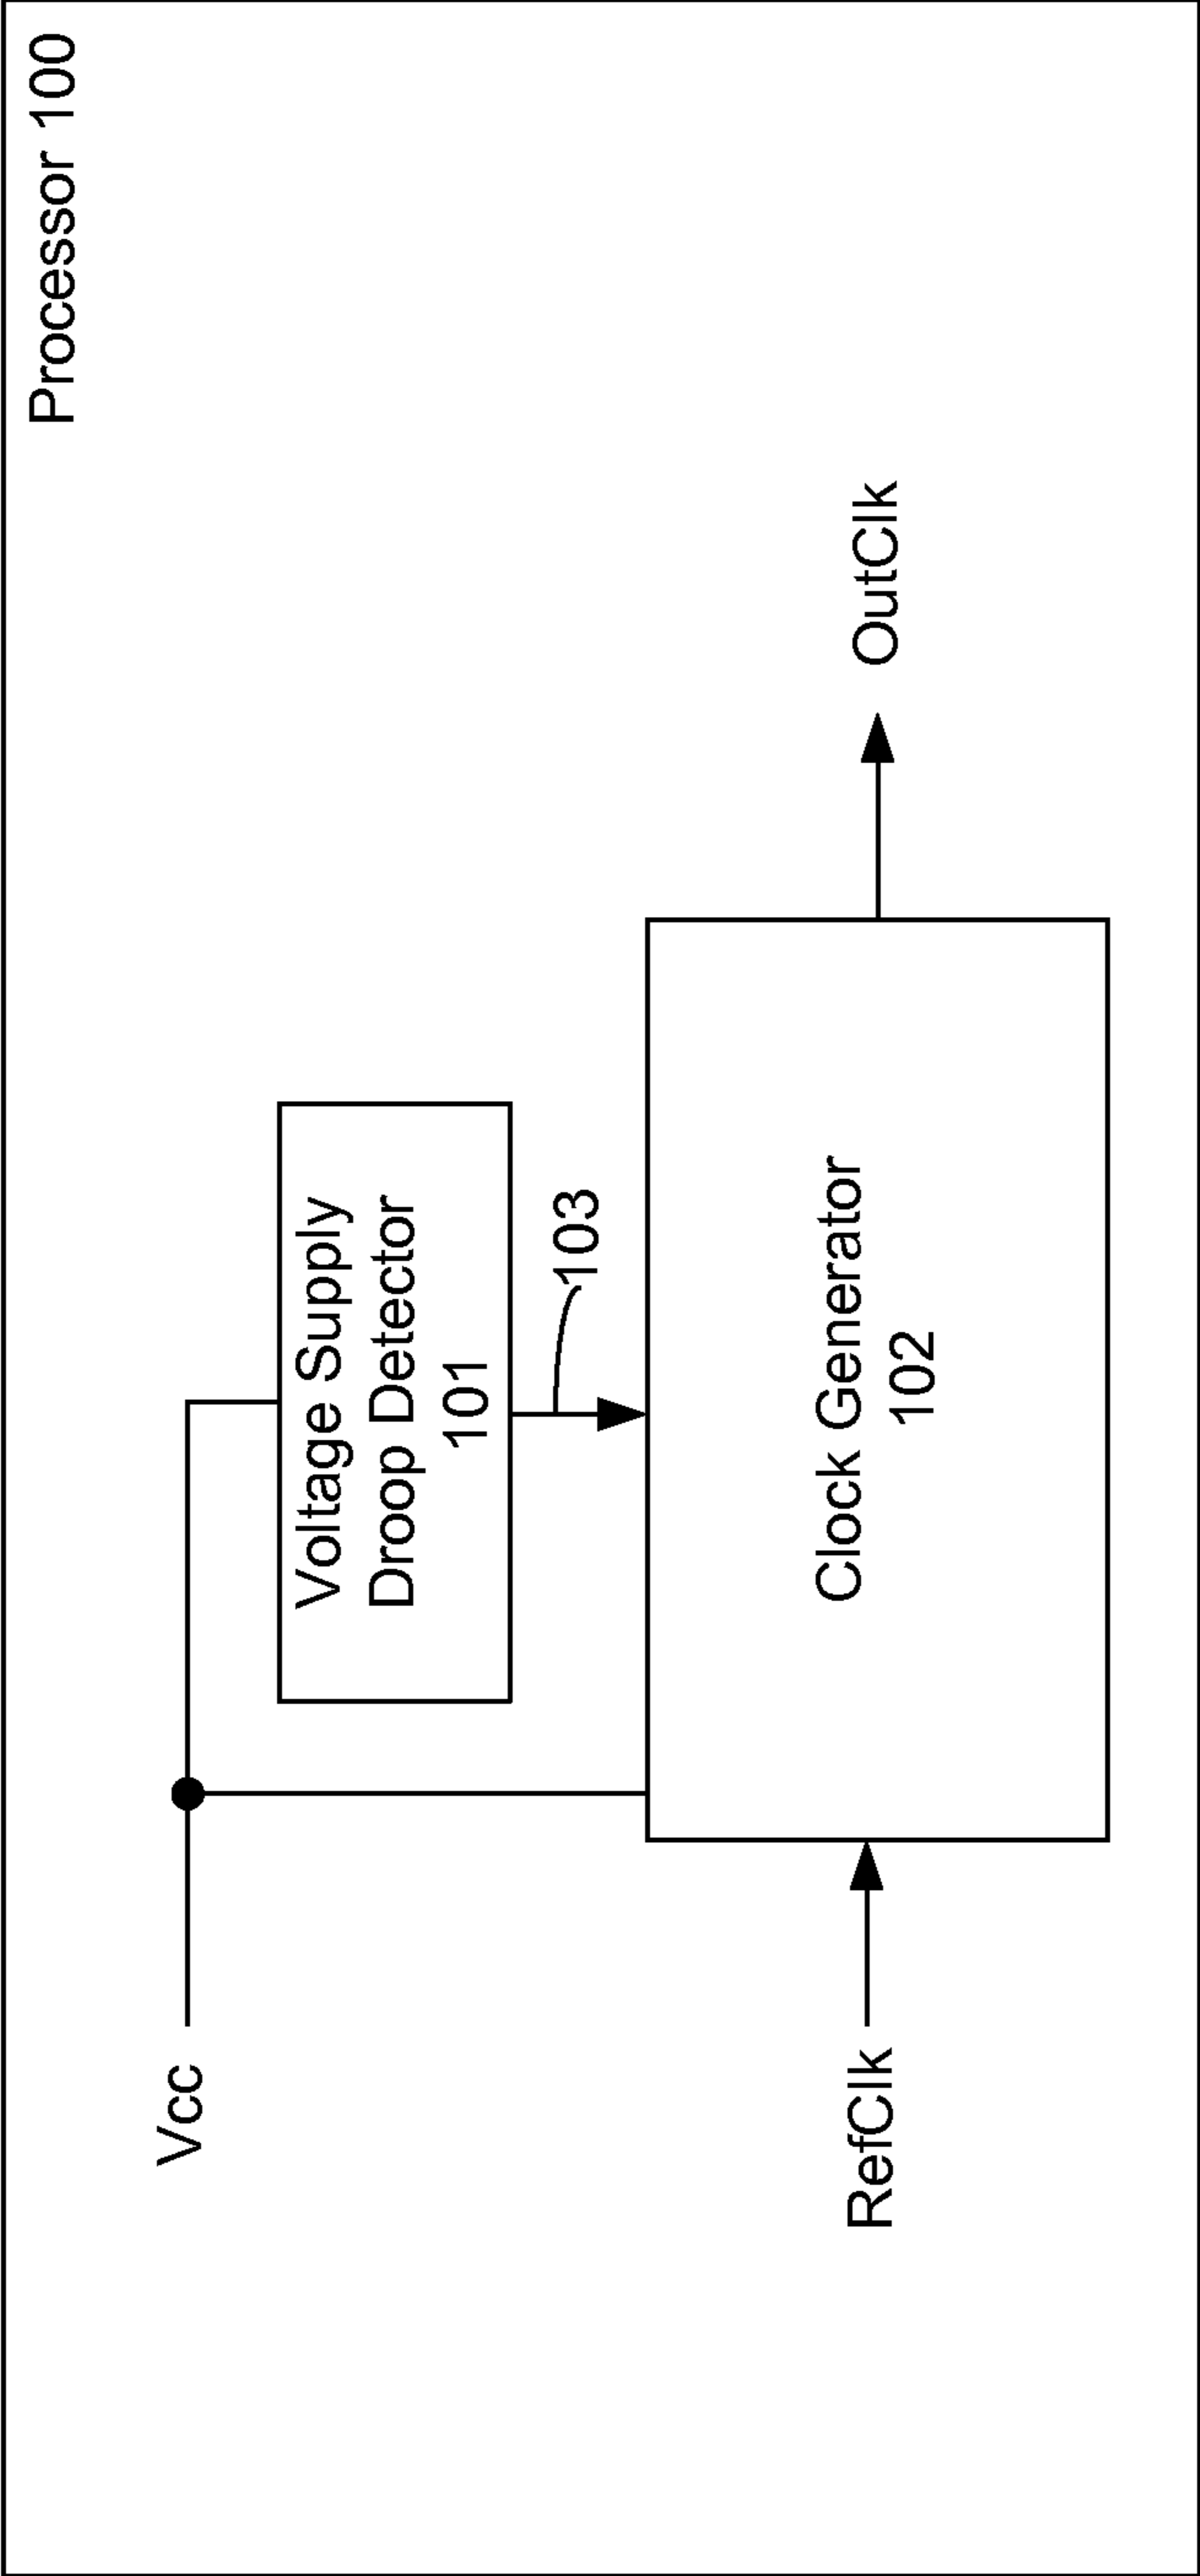 Processor 100
Vcc
Voltage Supply
Droop Detector
101
103
RefClk
Clock Generator
102
OutClk